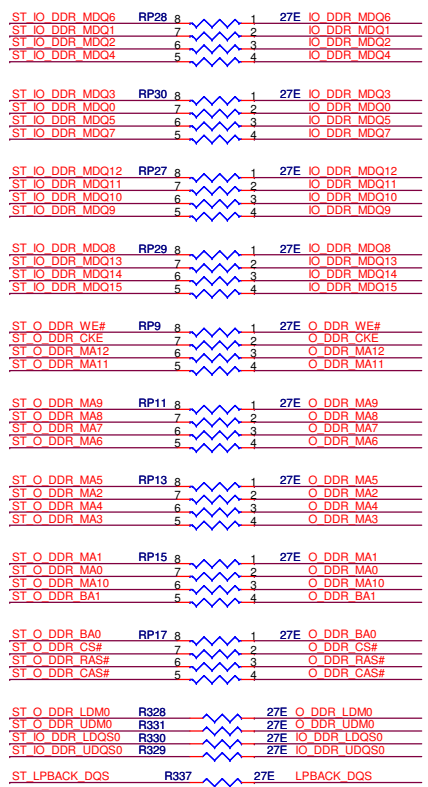 ST_IO_DDR_MDQ6 RP28 8 1 27E IO_DDR_MDQ6
ST_IO_DDR_MDQ1 7 2 IO_DDR_MDQ1
ST_IO_DDR_MDQ2 6 3 IO_DDR_MDQ2
ST_IO_DDR_MDQ4 5 4 IO_DDR_MDQ4
ST_IO_DDR_MDQ3 RP30 8 1 27E IO_DDR_MDQ3
ST_IO_DDR_MDQ0 7 2 IO_DDR_MDQ0
ST_IO_DDR_MDQ5 6 3 IO_DDR_MDQ5
ST_IO_DDR_MDQ7 5 4 IO_DDR_MDQ7
ST_IO_DDR_MDQ12 RP27 8 1 27E IO_DDR_MDQ12
ST_IO_DDR_MDQ11 7 2 IO_DDR_MDQ11
ST_IO_DDR_MDQ10 6 3 IO_DDR_MDQ10
ST_IO_DDR_MDQ9 5 4 IO_DDR_MDQ9
ST_IO_DDR_MDQ8 RP29 8 1 27E IO_DDR_MDQ8
ST_IO_DDR_MDQ13 7 2 IO_DDR_MDQ13
ST_IO_DDR_MDQ14 6 3 IO_DDR_MDQ14
ST_IO_DDR_MDQ15 5 4 IO_DDR_MDQ15
ST_O_DDR_WE# RP9 8 1 27E O_DDR_WE#
ST_O_DDR_CKE 7 2 O_DDR_CKE
ST_O_DDR_MA12 6 3 O_DDR_MA12
ST_O_DDR_MA11 5 4 O_DDR_MA11
ST_O_DDR_MA9 RP11 8 1 27E O_DDR_MA9
ST_O_DDR_MA8 7 2 O_DDR_MA8
ST_O_DDR_MA7 6 3 O_DDR_MA7
ST_O_DDR_MA6 5 4 O_DDR_MA6
ST_O_DDR_MA5 RP13 8 1 27E O_DDR_MA5
ST_O_DDR_MA2 7 2 O_DDR_MA2
ST_O_DDR_MA4 6 3 O_DDR_MA4
ST_O_DDR_MA3 5 4 O_DDR_MA3
ST_O_DDR_MA1 RP15 8 1 27E O_DDR_MA1
ST_O_DDR_MA0 7 2 O_DDR_MA0
ST_O_DDR_MA10 6 3 O_DDR_MA10
ST_O_DDR_BA1 5 4 O_DDR_BA1
ST_O_DDR_BA0 RP17 8 1 27E O_DDR_BA0
ST_O_DDR_CS# 7 2 O_DDR_CS#
ST_O_DDR_RAS# 6 3 O_DDR_RAS#
ST_O_DDR_CAS# 5 4 O_DDR_CAS#
ST_O_DDR_LDM0 R328 27E O_DDR_LDM0
ST_O_DDR_UDM0 R331 27E O_DDR_UDM0
ST_IO_DDR_LDQS0 R330 27E IO_DDR_LDQS0
ST_IO_DDR_UDQS0 R329 27E IO_DDR_UDQS0
ST_LPBACK_DQS R337 27E LPBACK_DQS